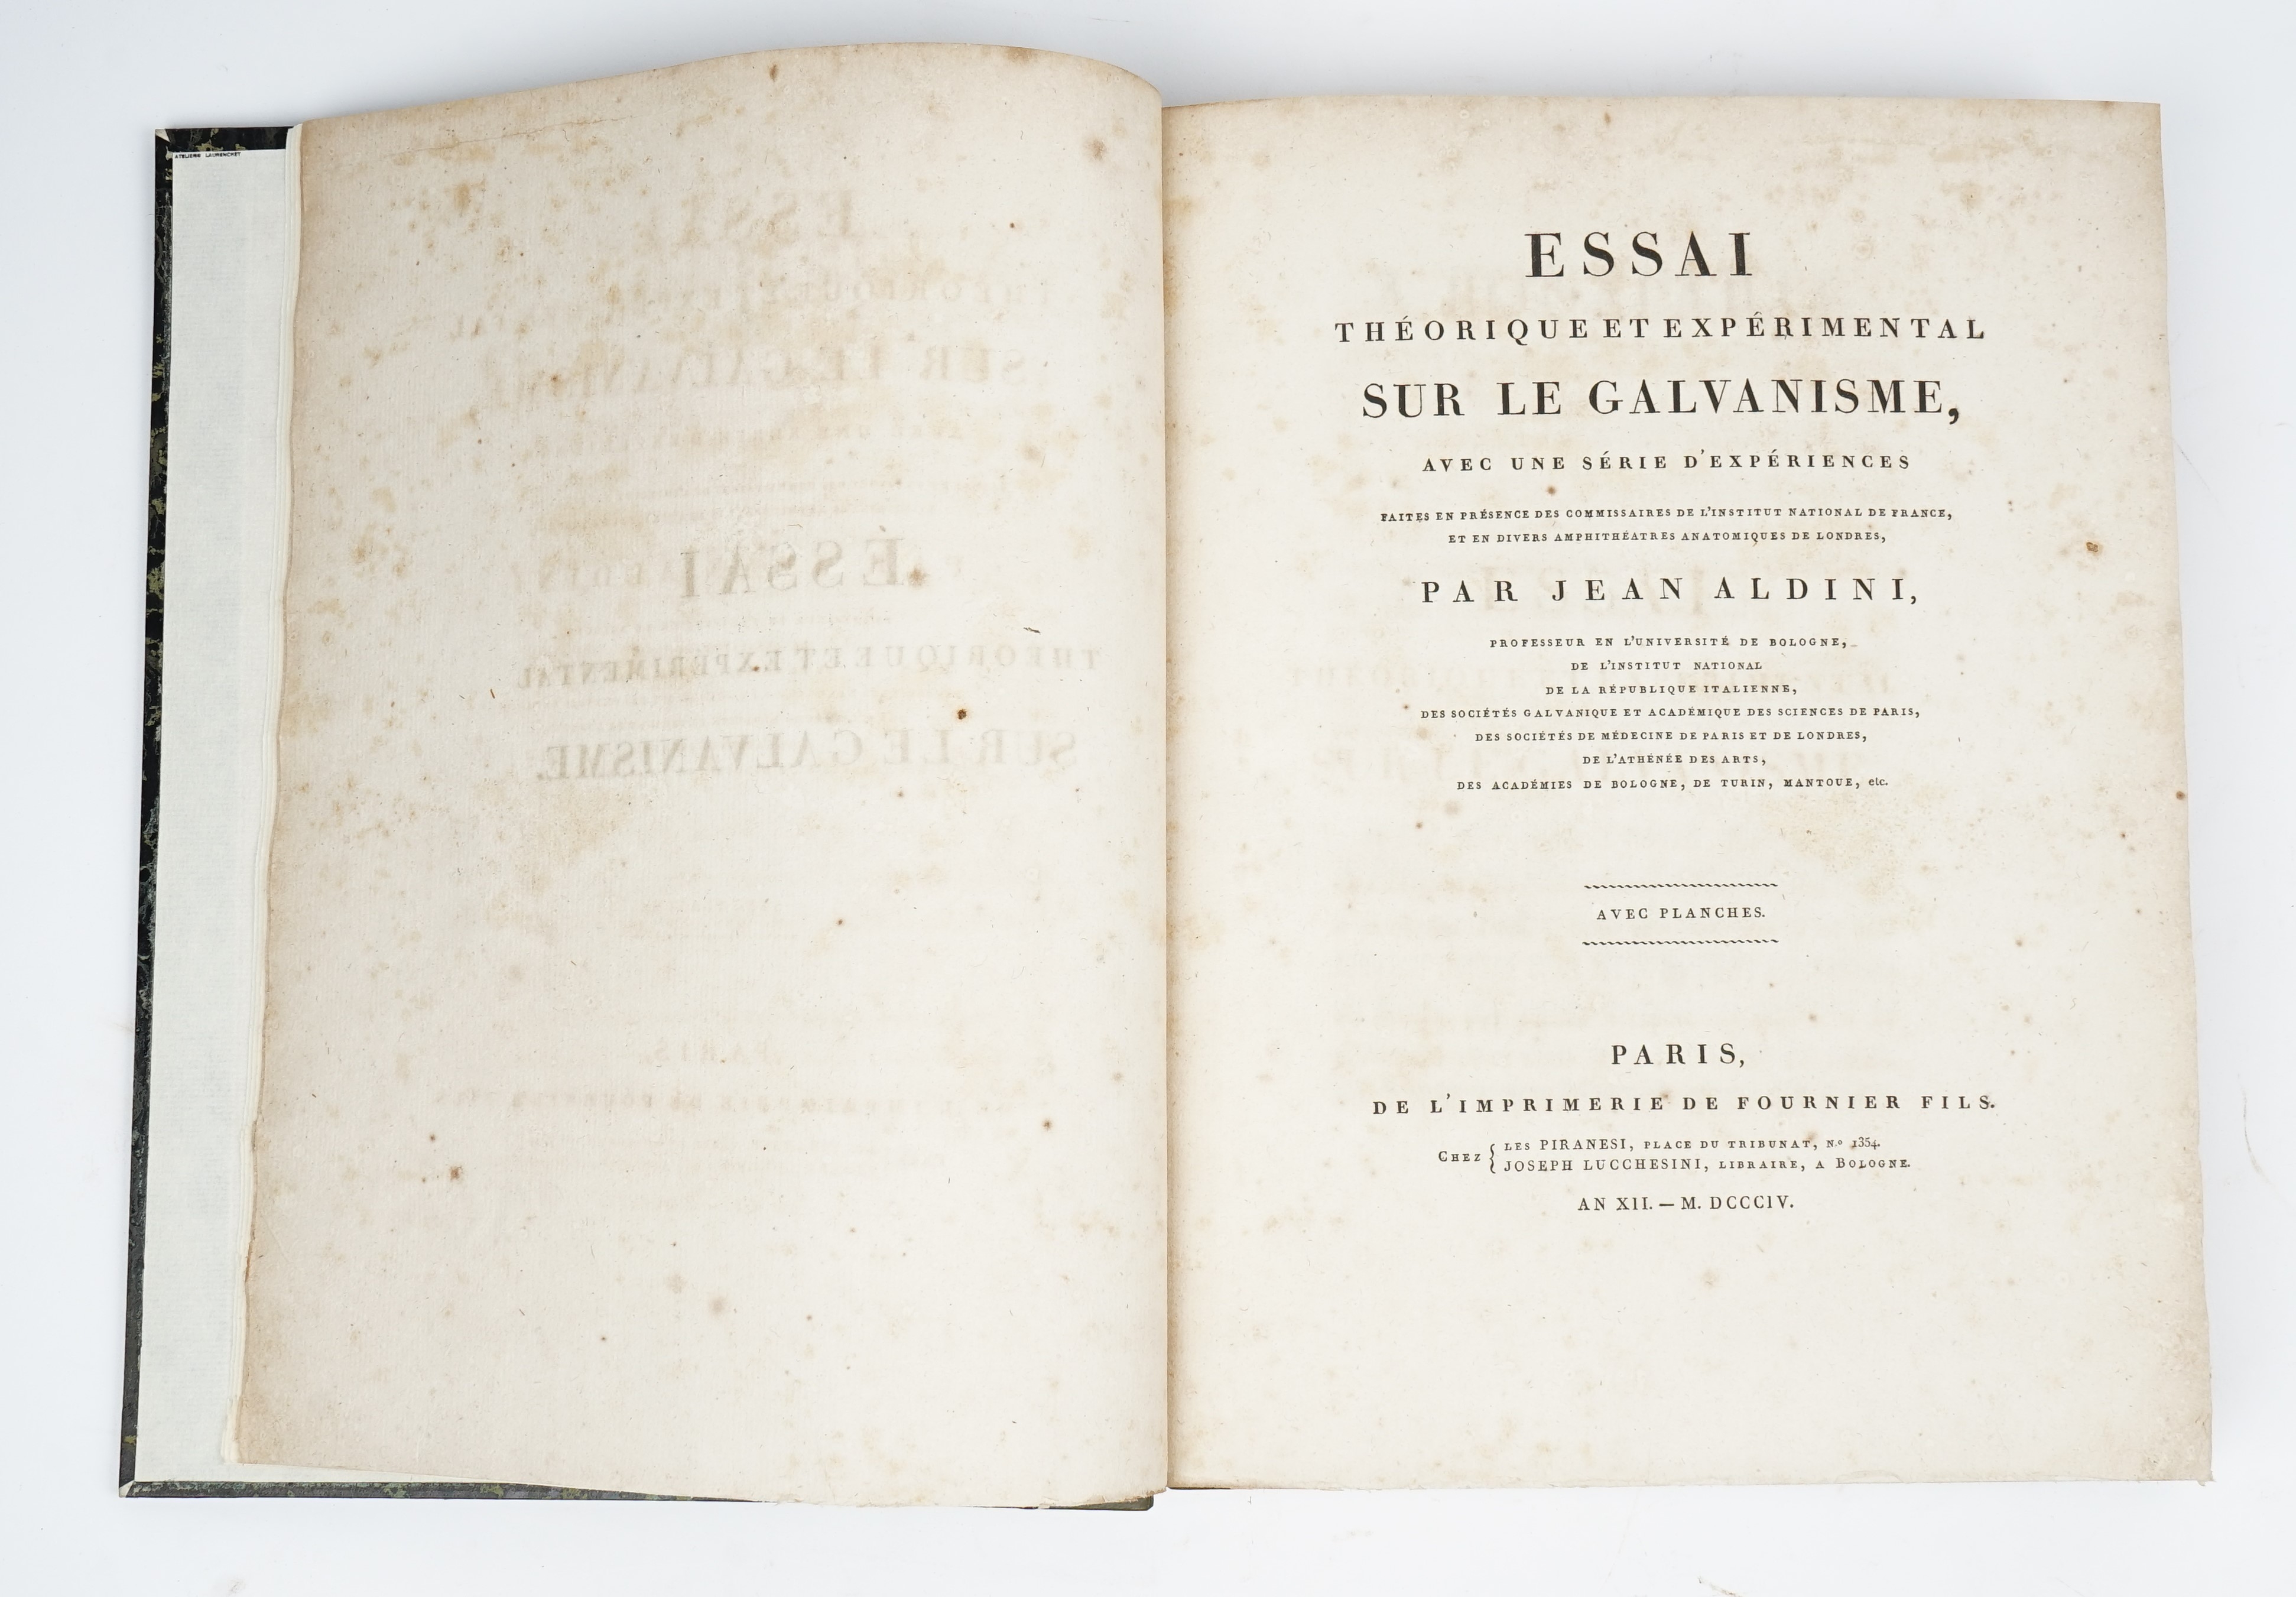 ATELIERS LAURENCHET
ESSAI
THÉORIQUE ET EXPÉRIMENTAL
SUR LE GALVANISME,
AVEC UNE SÉRIE D'EXPÉRIENCES
FAITES EN PRÉSENCE DES COMMISSAIRES DE L'INSTITUT NATIONAL DE FRANCE,
ET EN DIVERS AMPHITHÉATRES ANATOMIQUES DE LONDRES,
PAR JEAN ALDINI,
PROFESSEUR EN L'UNIVERSITÉ DE BOLOGNE,
DE L'INSTITUT NATIONAL
DE LA RÉPUBLIQUE ITALIENNE,
DES SOCIÉTÉS GALVANIQUE ET ACADÉMIQUE DES SCIENCES DE PARIS,
DES SOCIÉTÉS DE MÉDECINE DE PARIS ET DE LONDRES,
DE L'ATHÉNÉE DES ARTS,
DES ACADÉMIES DE BOLOGNE, DE TURIN, MANTOUE, etc.
AVEC PLANCHES.
PARIS,
DE L'IMPRIMERIE DE FOURNIER FILS.
CHEZ { LES PIRANESI, PLACE DU TRIBUNAT, N.o 1354.
JOSEPH LUCCHESINI, LIBRAIRE, A BOLOGNE.
AN XII. — M. DCCCIV.